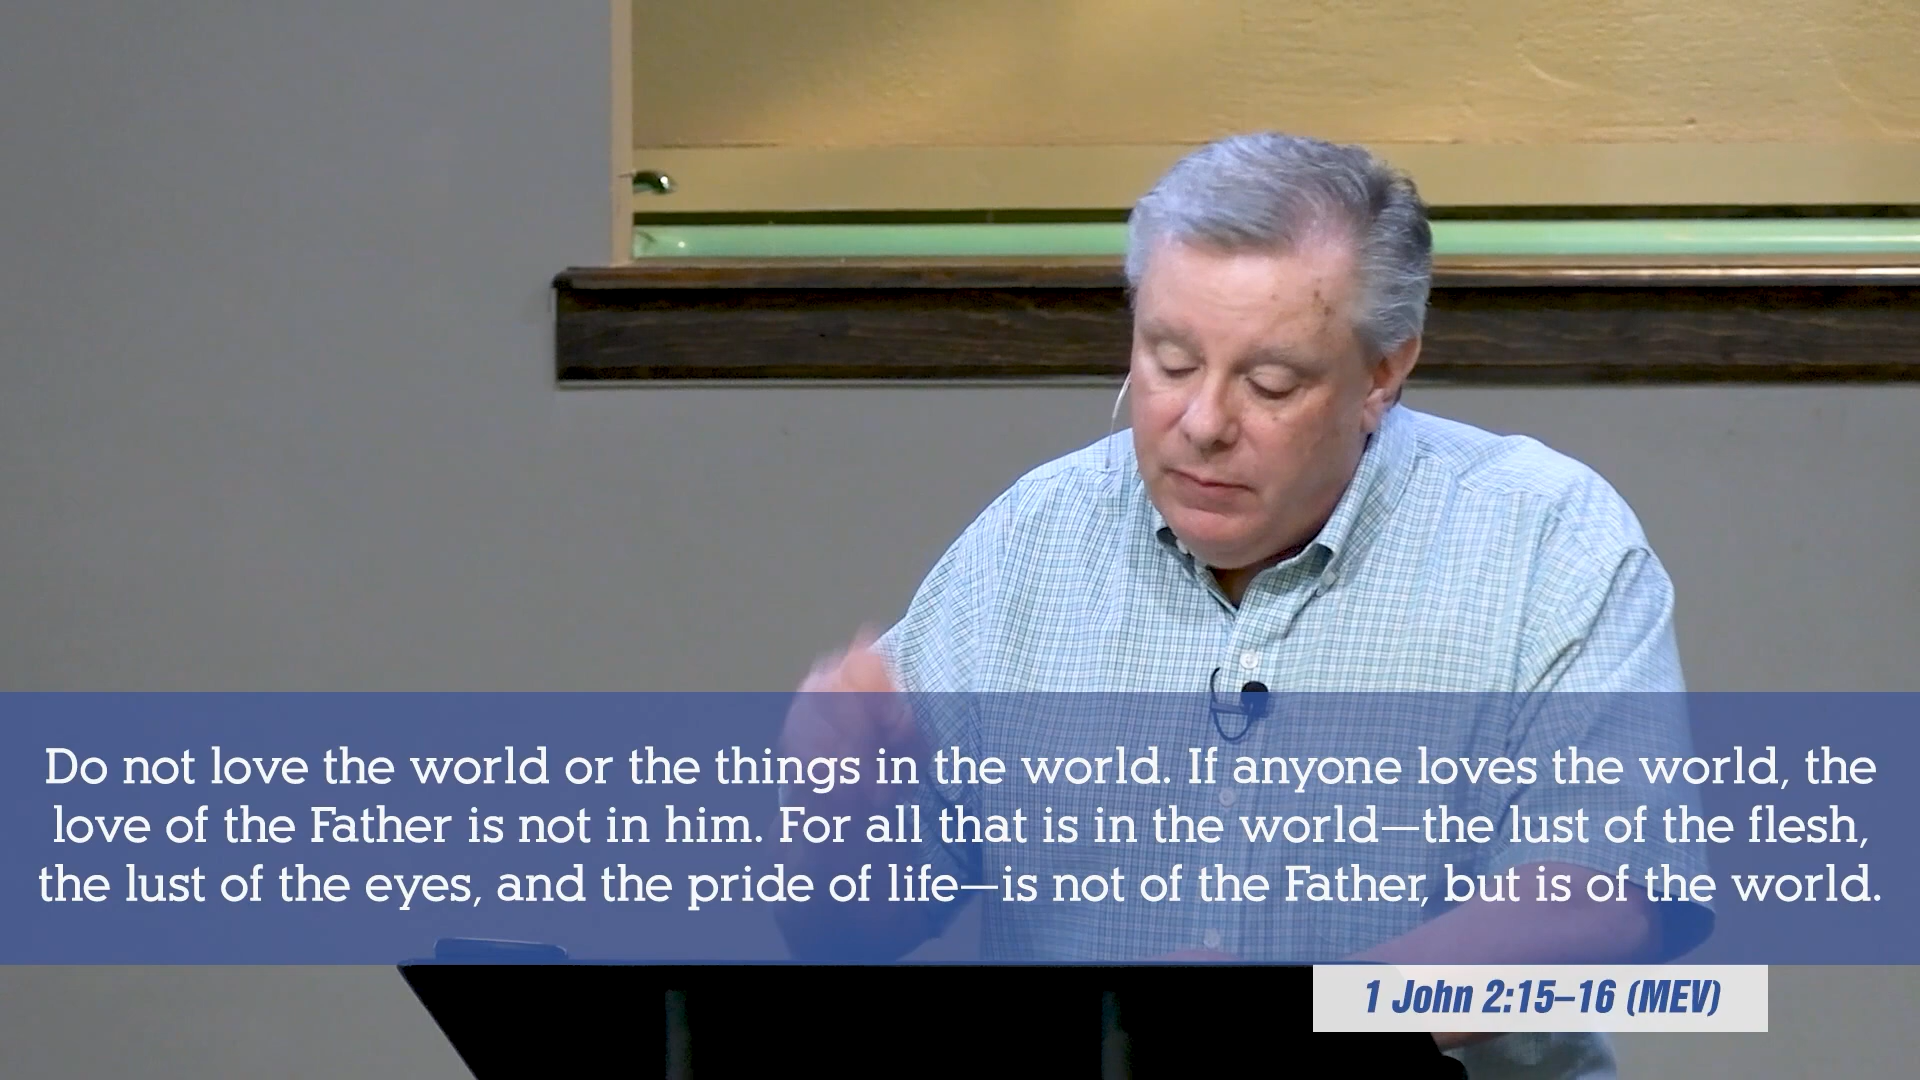 Do not love the world or the things in the world. If anyone loves the world, the
love of the Father is not in him. For all that is in the world—the lust of the flesh,
the lust of the eyes, and the pride of life—is not of the Father, but is of the world.
1 John 2:15–16 (MEV)